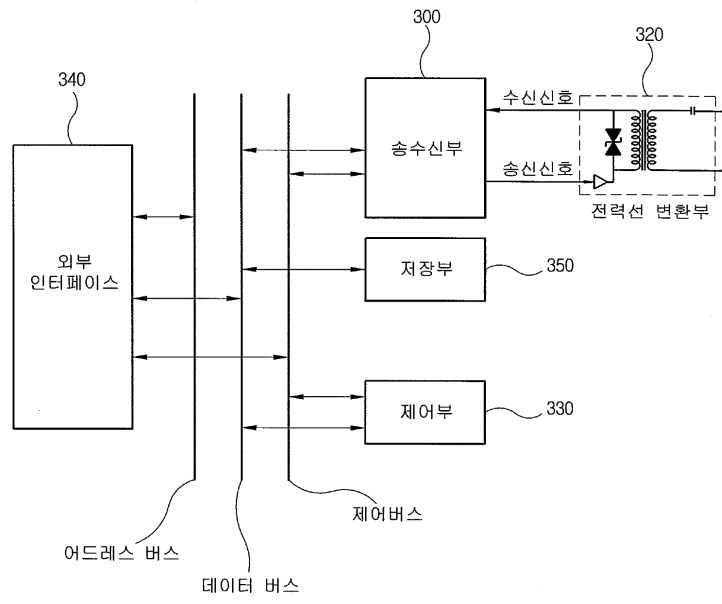 300
320
340
수신신호
송수신부
송신신호
전력선 변환부
외부
인터페이스
저장부
350
제어부
330
제어버스
어드레스 버스
데이터 버스